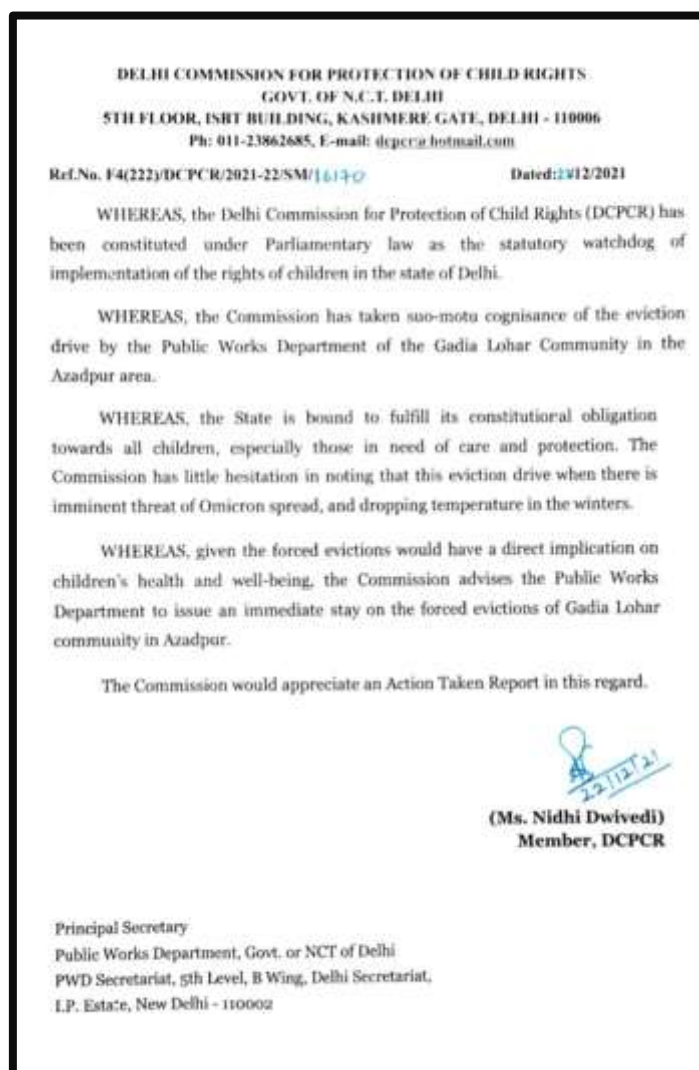 DELHI COMMISSION FOR PROTECTION OF CHILD RIGHTS
GOVT. OF N.C.T. DELHI
5TH FLOOR, ISBT BUILDING, KASHMERE GATE, DELHI - 110006
Ph: 011-23862685, E-mail: dcpcr@hotmail.com
Ref.No. F4(222)/DCPCR/2021-22/SM/16170 Dated: /12/2021
WHEREAS, the Delhi Commission for Protection of Child Rights (DCPCR) has
been constituted under Parliamentary law as the statutory watchdog of
implementation of the rights of children in the state of Delhi.
WHEREAS, the Commission has taken suo-motu cognisance of the eviction
drive by the Public Works Department of the Gadia Lohar Community in the
Azadpur area.
WHEREAS, the State is bound to fulfill its constitutional obligation
towards all children, especially those in need of care and protection. The
Commission has little hesitation in noting that this eviction drive when there is
imminent threat of Omicron spread, and dropping temperature in the winters.
WHEREAS, given the forced evictions would have a direct implication on
children's health and well-being, the Commission advises the Public Works
Department to issue an immediate stay on the forced evictions of Gadia Lohar
community in Azadpur.
The Commission would appreciate an Action Taken Report in this regard.
22/12/21
(Ms. Nidhi Dwivedi)
Member, DCPCR
Principal Secretary
Public Works Department, Govt. or NCT of Delhi
PWD Secretariat, 5th Level, B Wing, Delhi Secretariat,
I.P. Estate, New Delhi - 110002